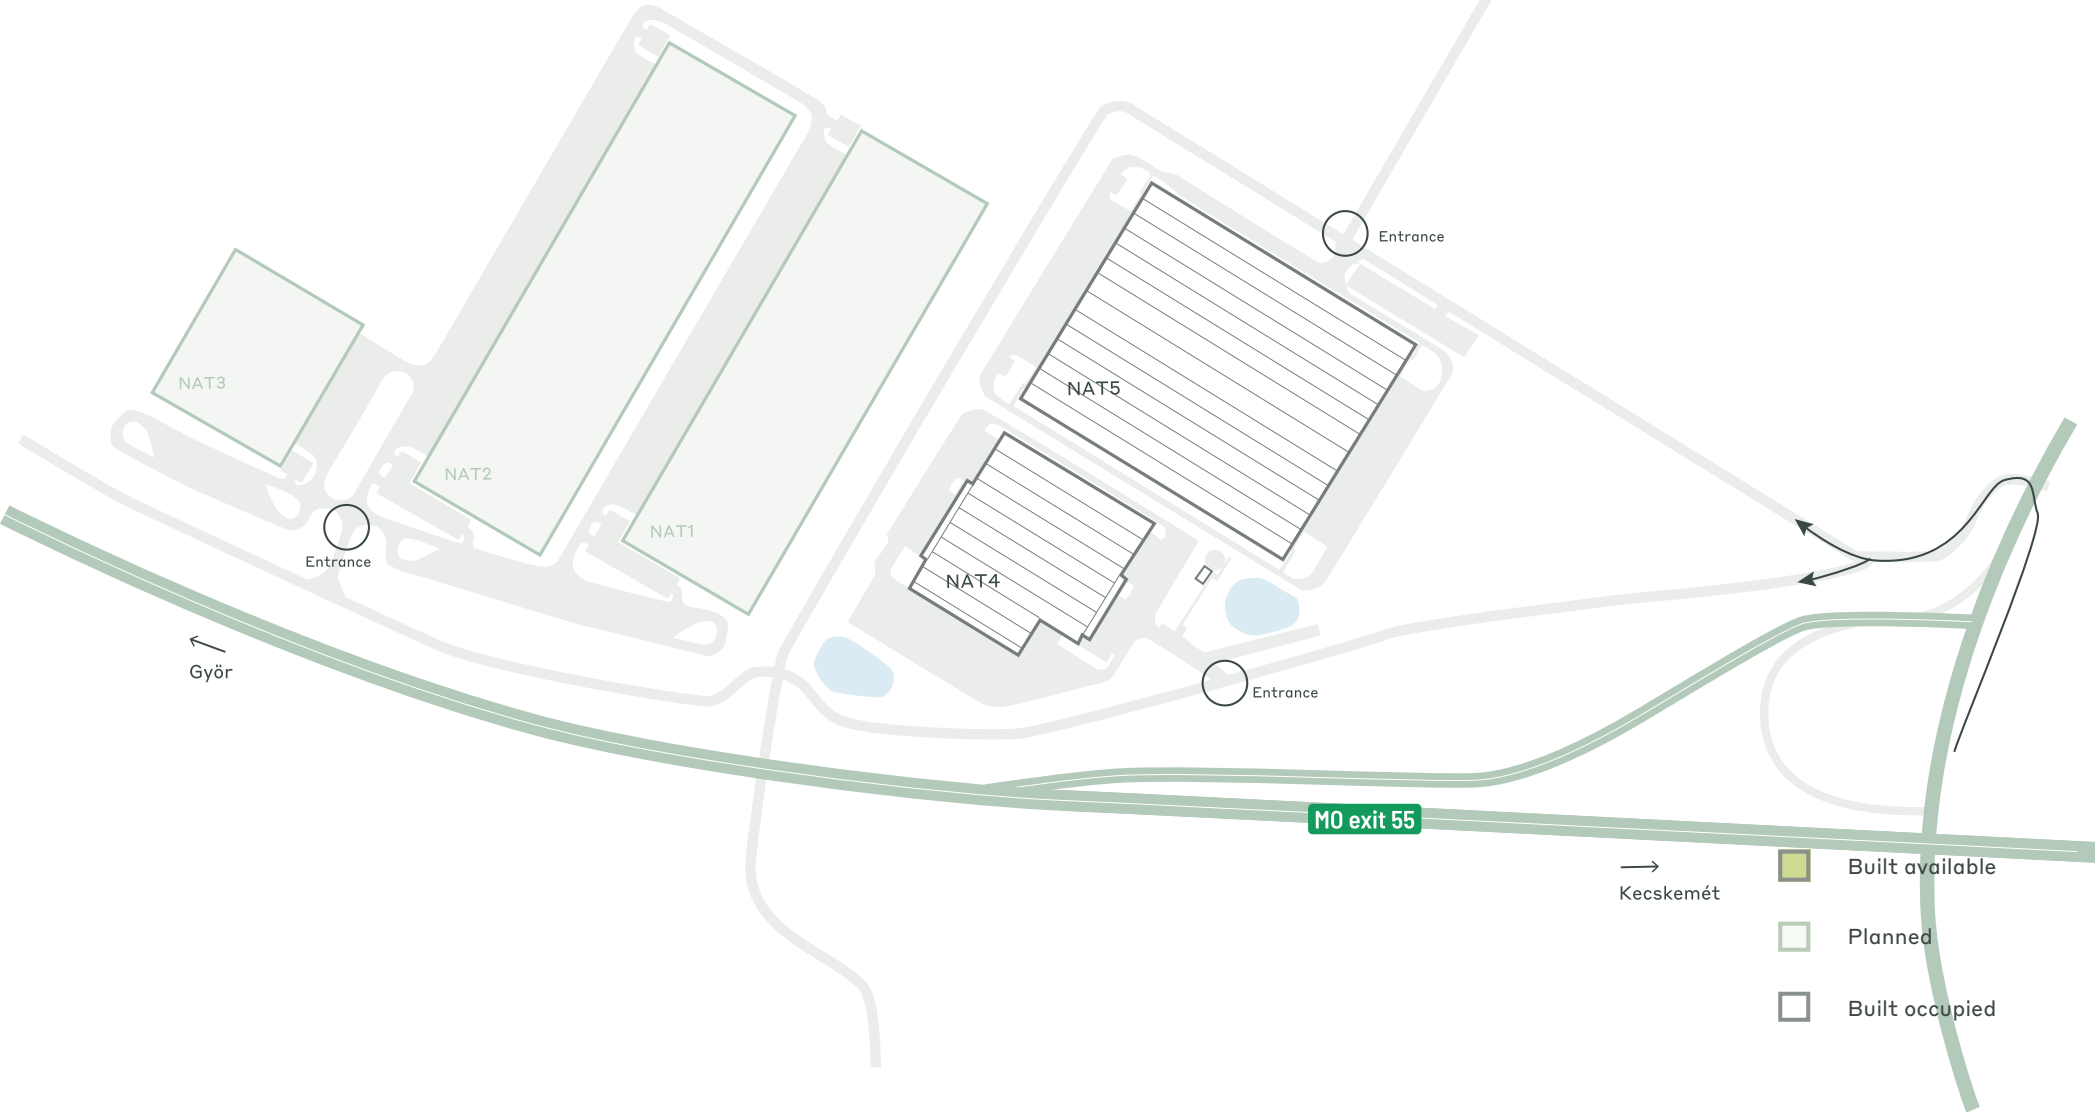 Entrance
NAT3
NAT5
NAT2
NAT1
Entrance
NAT4
Györ
Entrance
M0 exit 55
Kecskemét
Built available
Planned
Built occupied